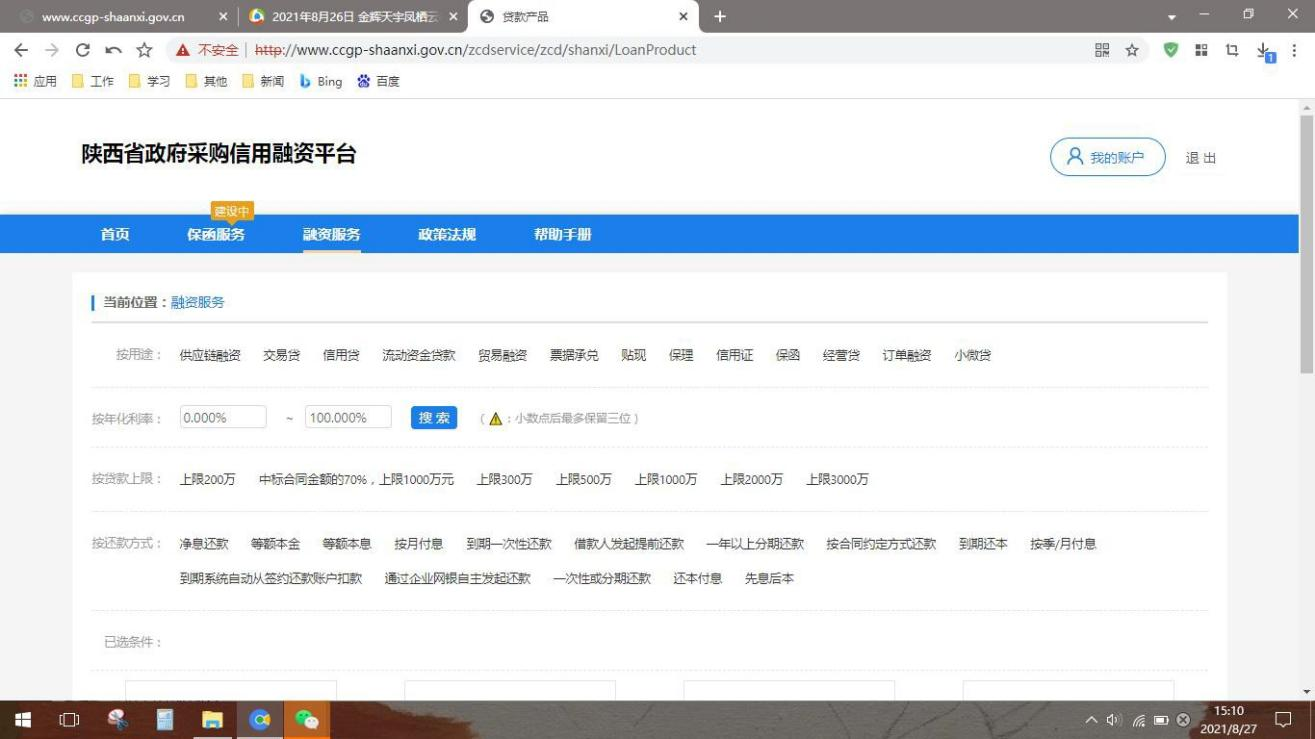 www.ccgp-shaanxi.gov.cn
2021年8月26日 金辉天宇凤栖云
贷款产品
不安全 http://www.ccgp-shaanxi.gov.cn/zcdservice/zcd/shanxi/LoanProduct
1
应用 工作 学习 其他 新闻 Bing 百度
陕西省政府采购信用融资平台
我的账户 退出
建设中
首页 保函服务 融资服务 政策法规 帮助手册
当前位置：融资服务
按用途： 供应链融资 交易贷 信用贷 流动资金贷款 贸易融资 票据承兑 贴现 保理 信用证 保函 经营贷 订单融资 小微贷
按年化利率： 0.000% ~ 100.000% 搜索 （ ：小数点后最多保留三位）
按贷款上限： 上限200万 中标合同金额的70%，上限1000万元 上限300万 上限500万 上限1000万 上限2000万 上限3000万
按还款方式： 净息还款 等额本金 等额本息 按月付息 到期一次性还款 借款人发起提前还款 一年以上分期还款 按合同约定方式还款 到期还本 按季/月付息
到期系统自动从签约还款账户扣款 通过企业网银自主发起还款 一次性或分期还款 还本付息 先息后本
已选条件：
15:10
2021/8/27